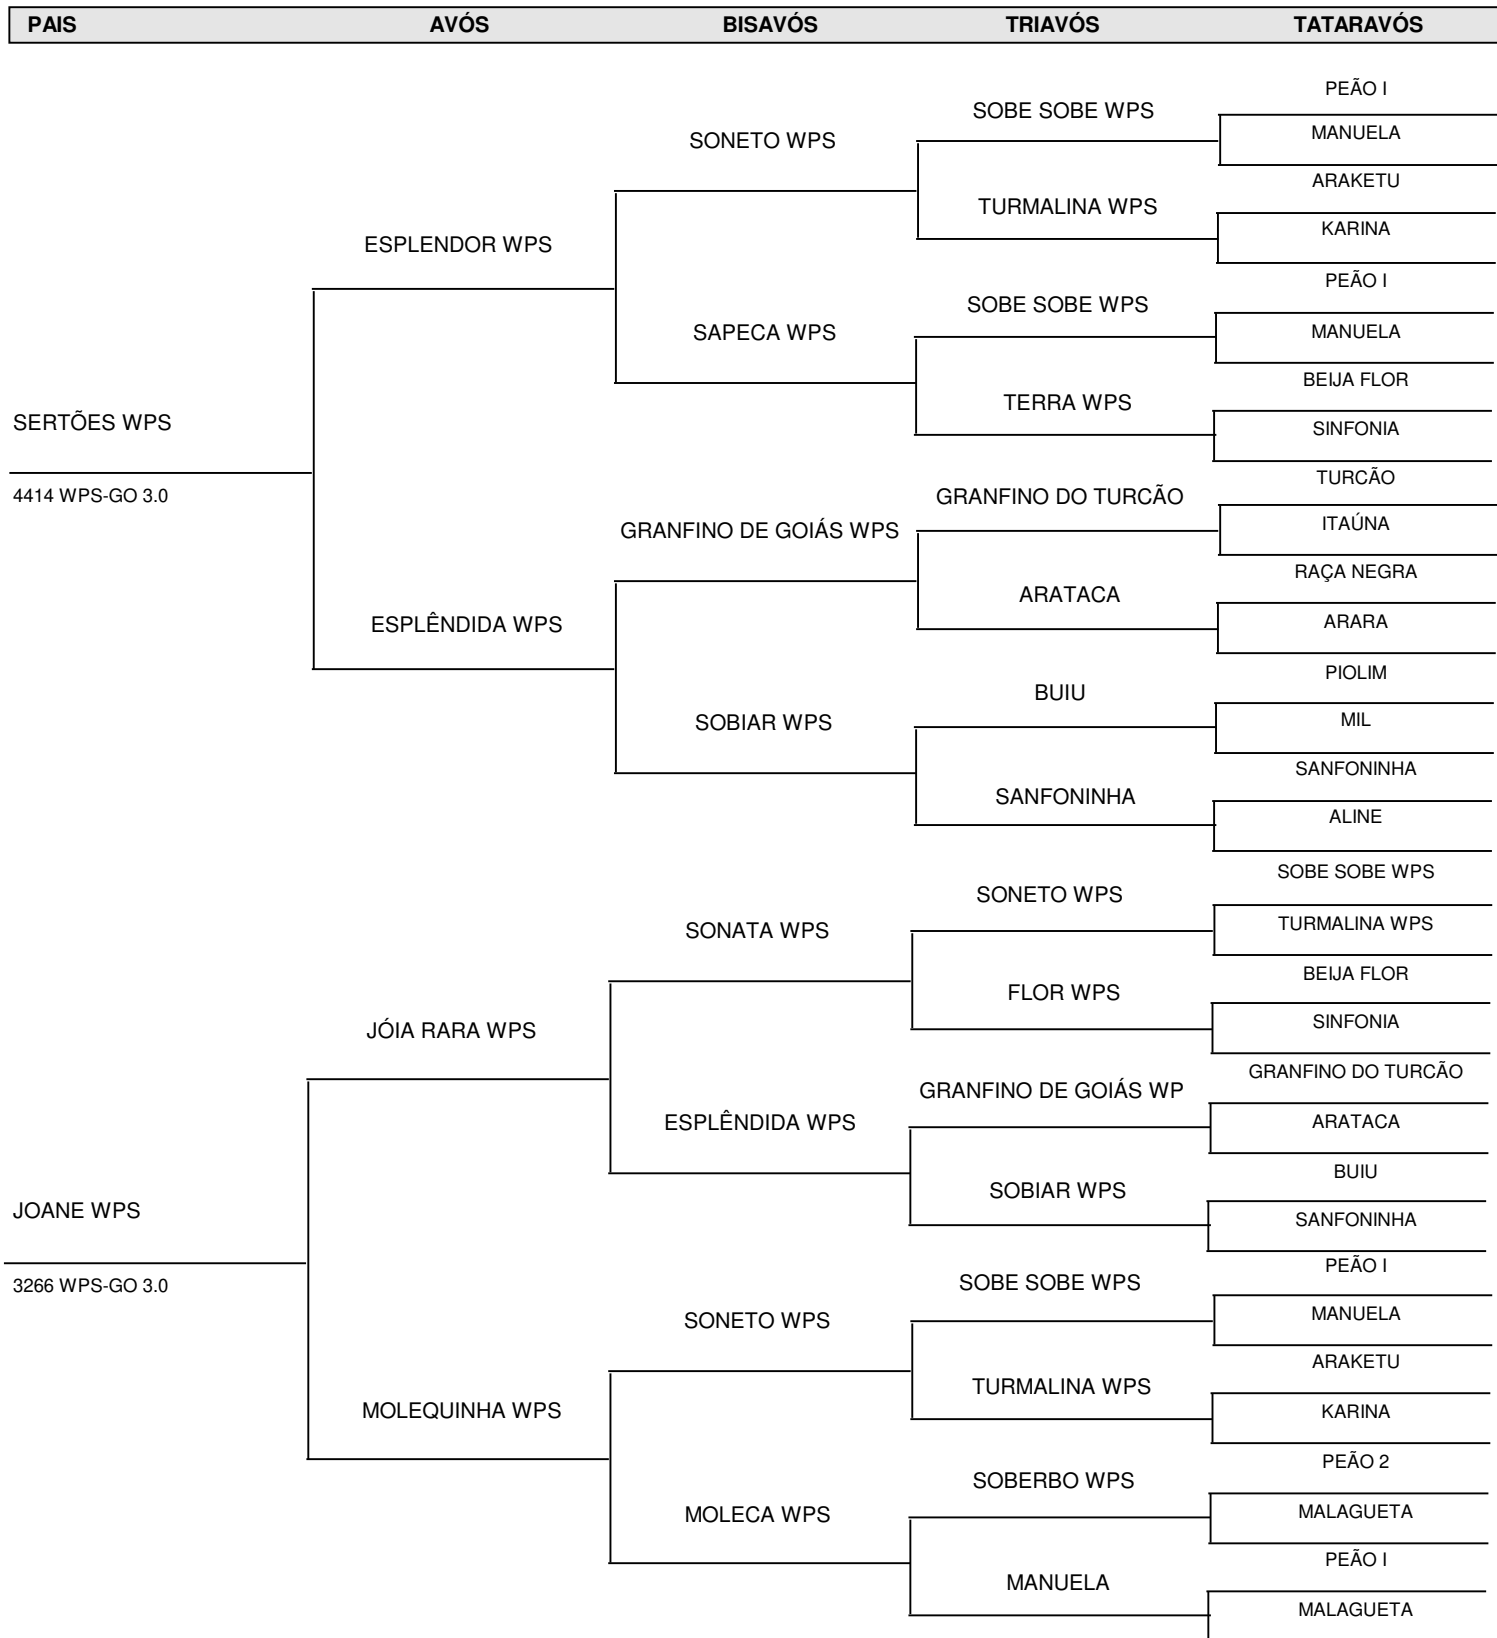 PAIS AVÓS BISAVÓS TRIAVÓS TATARAVÓS
PEÃO I
SOBE SOBE WPS
MANUELA
SONETO WPS
ARAKETU
TURMALINA WPS
KARINA
ESPLENDOR WPS
PEÃO I
SOBE SOBE WPS
MANUELA
SAPECA WPS
BEIJA FLOR
TERRA WPS
SINFONIA
SERTÕES WPS
4414 WPS-GO 3.0
TURCÃO
GRANFINO DO TURCÃO
ITAÚNA
GRANFINO DE GOIÁS WPS
RAÇA NEGRA
ARATACA
ARARA
ESPLÊNDIDA WPS
PIOLIM
BUIU
MIL
SOBIAR WPS
SANFONINHA
SANFONINHA
ALINE
SOBE SOBE WPS
SONETO WPS
TURMALINA WPS
SONATA WPS
BEIJA FLOR
FLOR WPS
SINFONIA
JÓIA RARA WPS
GRANFINO DO TURCÃO
GRANFINO DE GOIÁS WP
ARATACA
ESPLÊNDIDA WPS
BUIU
SOBIAR WPS
SANFONINHA
JOANE WPS
3266 WPS-GO 3.0
PEÃO I
SOBE SOBE WPS
MANUELA
SONETO WPS
ARAKETU
TURMALINA WPS
KARINA
MOLEQUINHA WPS
PEÃO 2
SOBERBO WPS
MALAGUETA
MOLECA WPS
PEÃO I
MANUELA
MALAGUETA